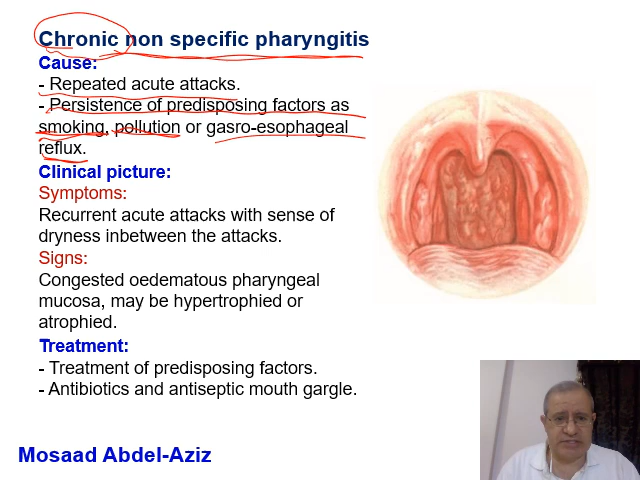 Chronic non specific pharyngitis
Cause:
- Repeated acute attacks.
- Persistence of predisposing factors as
smoking, pollution or gasro-esophageal
reflux.
Clinical picture:
Symptoms:
Recurrent acute attacks with sense of
dryness inbetween the attacks.
Signs:
Congested oedematous pharyngeal
mucosa, may be hypertrophied or
atrophied.
Treatment:
- Treatment of predisposing factors.
- Antibiotics and antiseptic mouth gargle.
Mosaad Abdel-Aziz